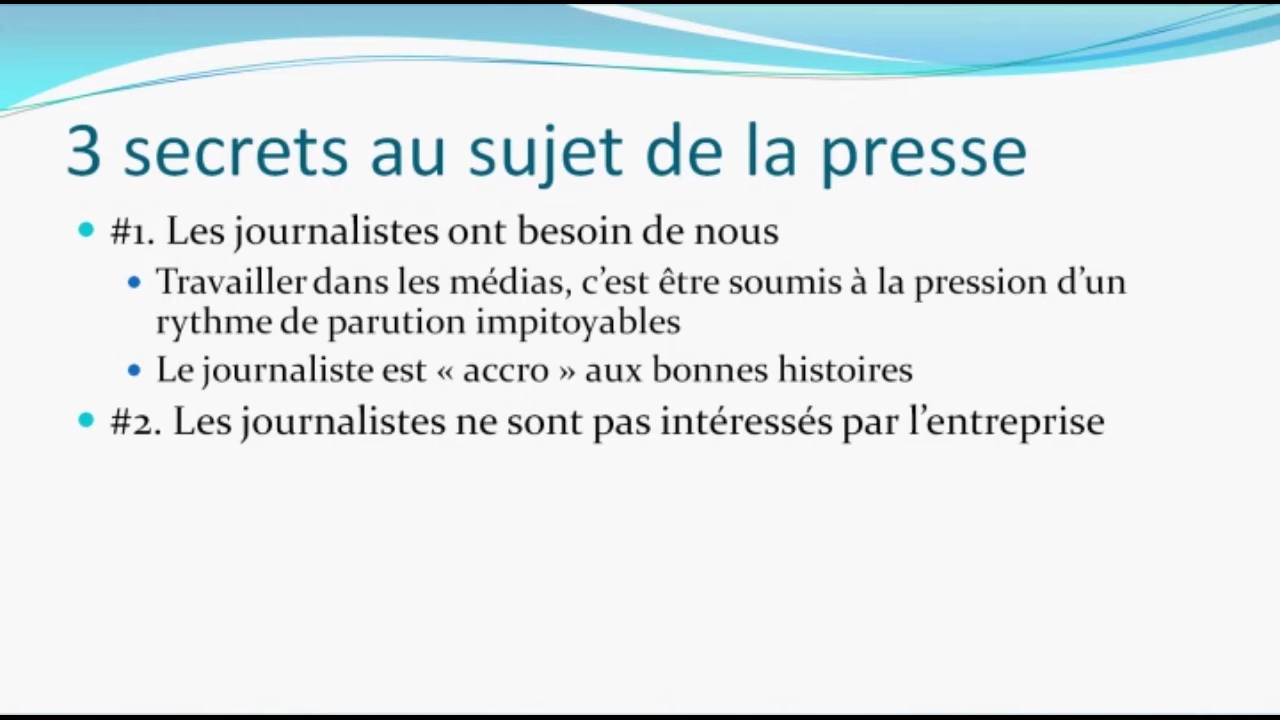 3 secrets au sujet de la presse
#1. Les journalistes ont besoin de nous
Travailler dans les médias, c’est être soumis à la pression d’un
rythme de parution impitoyables
Le journaliste est « accro » aux bonnes histoires
#2. Les journalistes ne sont pas intéressés par l’entreprise